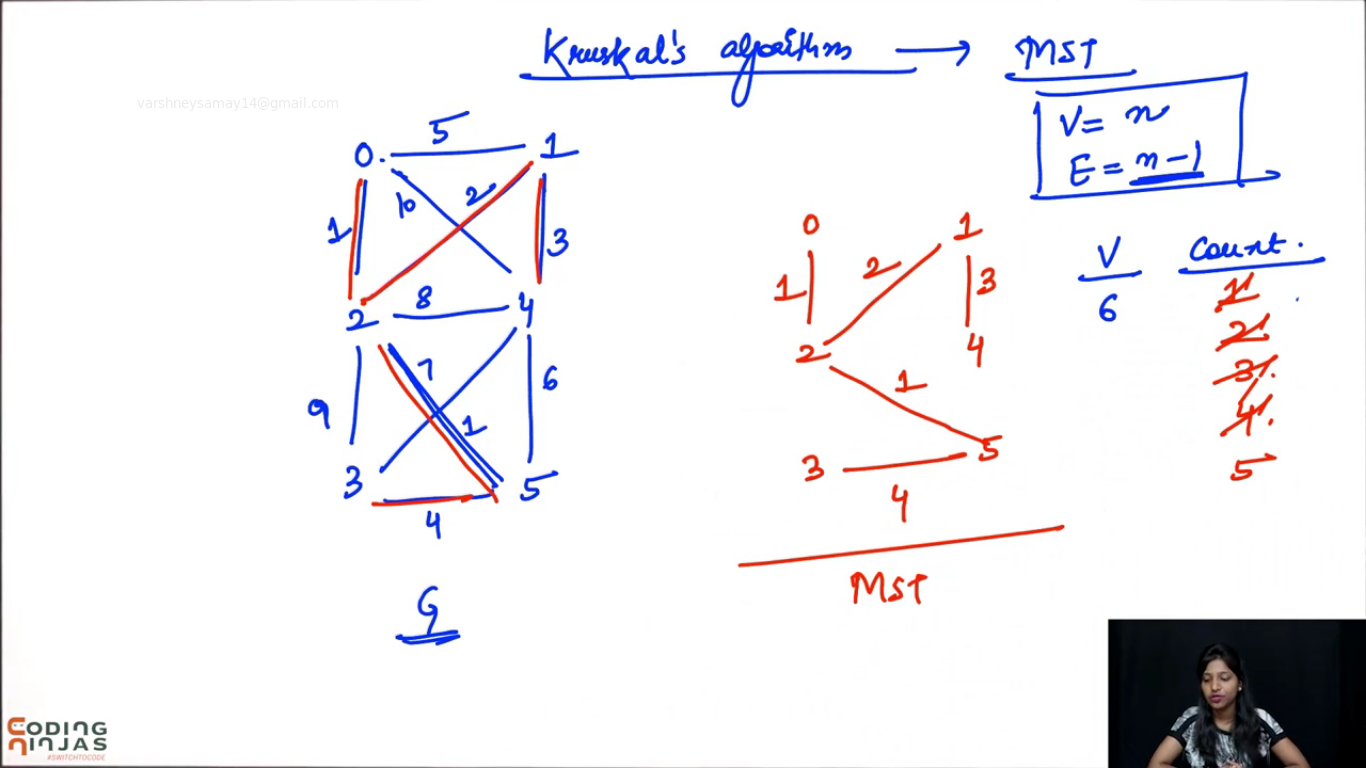 Kruskal's algorithm → MST
varshneysamay14@gmail.com
V = n
E = n-1
5
0. 1
10 2
1 3
2 8 4
7
9 6
1
3 5
4
G
0 1
1 2 3
2 4
1
3 5
4
MST
V Count.
6 1
2
3
4
5
CODING
NINJAS
#SWITCHTOCODE